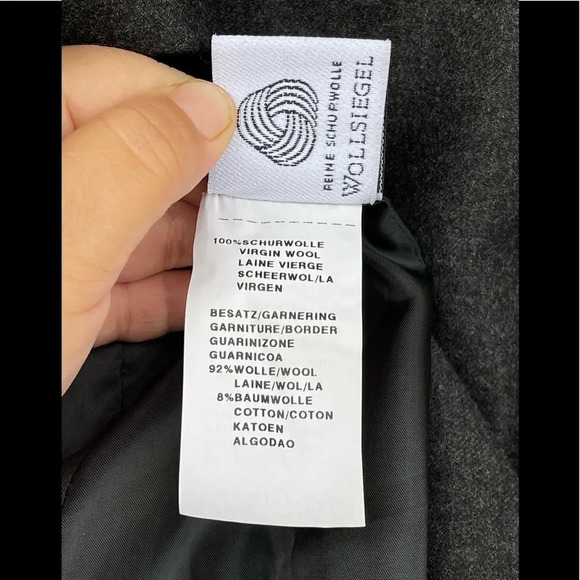 REINE SCHURWOLLE
WOLLSIEGEL
100%SCHURWOLLE
VIRGIN WOOL
LAINE VIERGE
SCHEERWOL/LA
VIRGEN
BESATZ/GARNERING
GARNITURE/BORDER
GUARINIZONE
GUARNICOA
92%WOLLE/WOOL
LAINE/WOL/LA
8%BAUMWOLLE
COTTON/COTON
KATOEN
ALGODAO